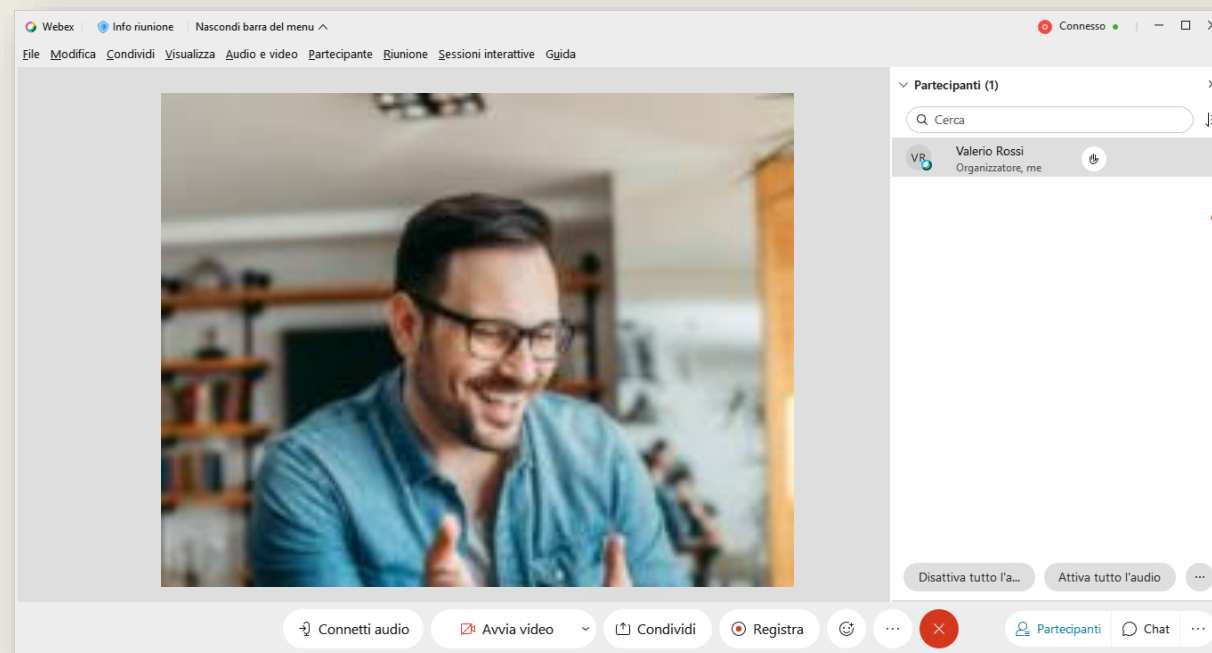 Webex Info riunione Nascondi barra del menu Connesso
File Modifica Condividi Visualizza Audio e video Partecipante Riunione Sessioni interattive Guida
Partecipanti (1)
Cerca
VR Valerio Rossi
Organizzatore, me
Disattiva tutto l'a... Attiva tutto l'audio ...
Connetti audio Avvia video Condividi Registra ... Partecipanti Chat ...